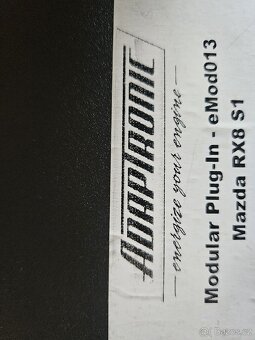 ADAPTRONIC
energize your engine
Modular Plug-In - eMod013
Mazda RX8 S1